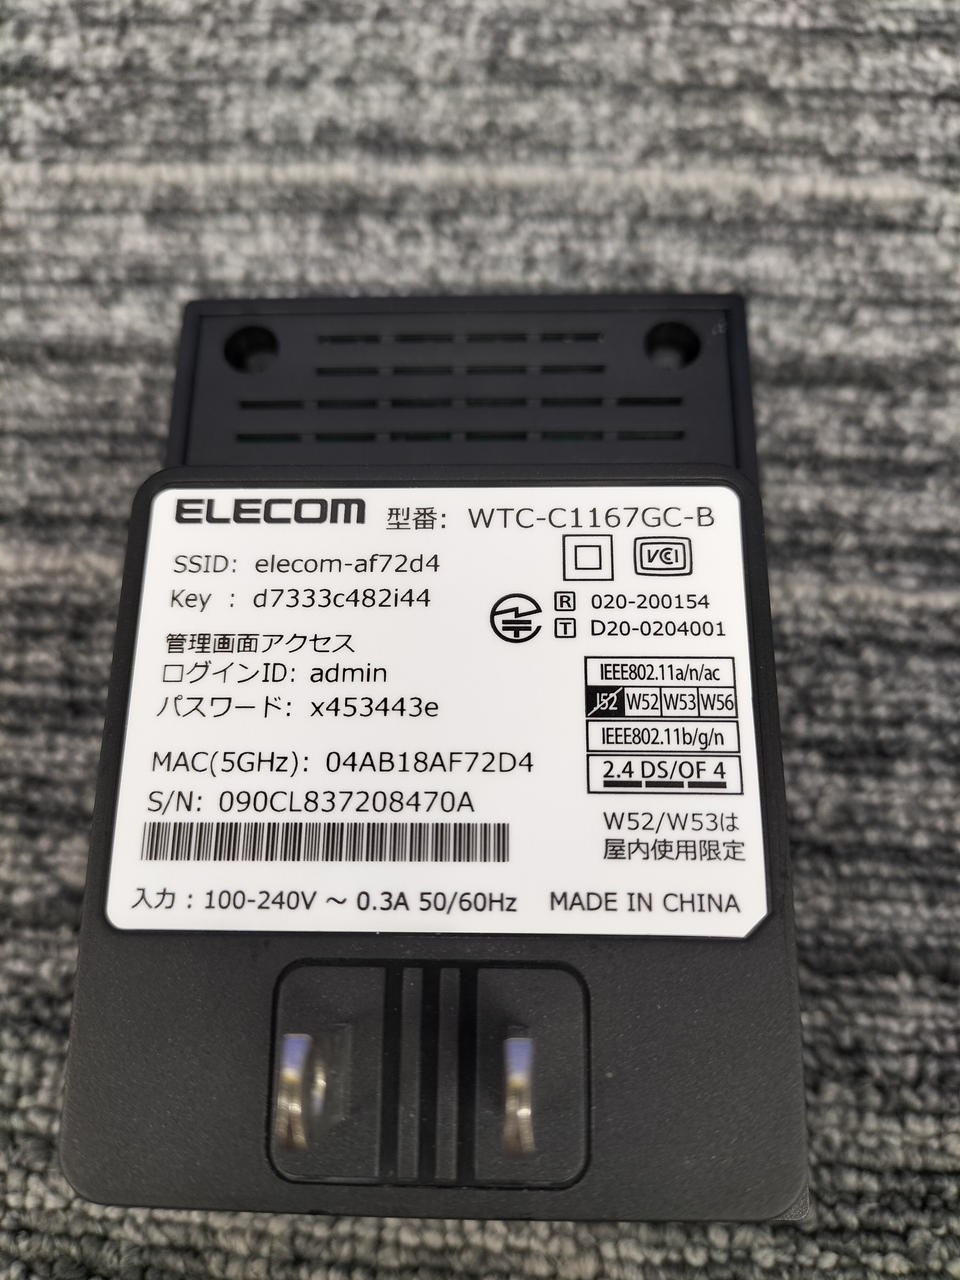 ELECOM 型番: WTC-C1167GC-B
SSID: elecom-af72d4
Key : d7333c482i44
VCCI
R 020-200154
T D20-0204001
管理画面アクセス
ログインID: admin
パスワード: x453443e
IEEE802.11a/n/ac
J52 W52 W53 W56
IEEE802.11b/g/n
2.4 DS/OF 4
MAC(5GHz): 04AB18AF72D4
S/N: 090CL837208470A
W52/W53は
屋内使用限定
入力 : 100-240V ～ 0.3A 50/60Hz MADE IN CHINA